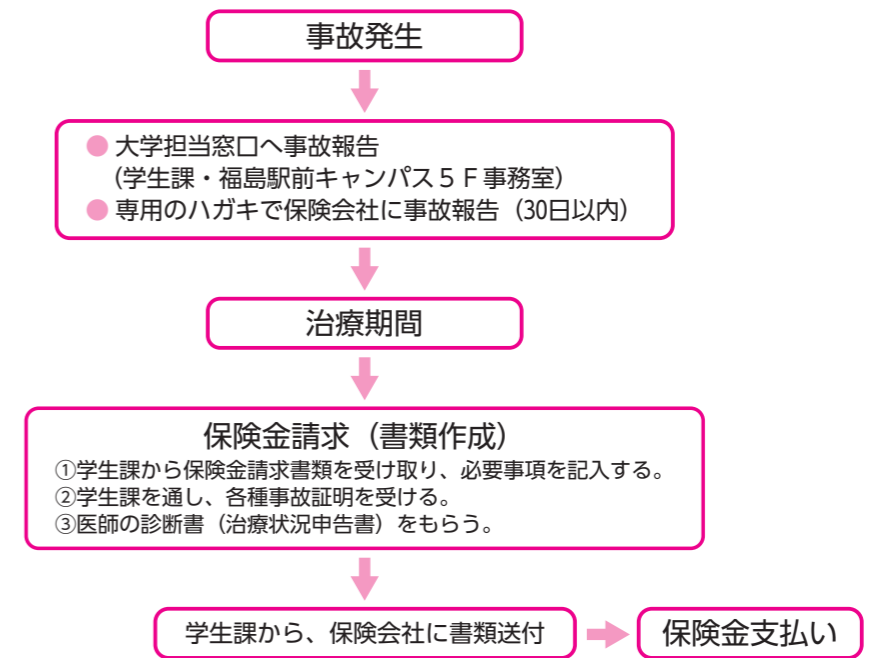 事故発生
● 大学担当窓口へ事故報告
（学生課・福島駅前キャンパス５Ｆ事務室）
● 専用のハガキで保険会社に事故報告（30日以内）
治療期間
保険金請求（書類作成）
①学生課から保険金請求書類を受け取り、必要事項を記入する。
②学生課を通し、各種事故証明を受ける。
③医師の診断書（治療状況申告書）をもらう。
学生課から、保険会社に書類送付
保険金支払い